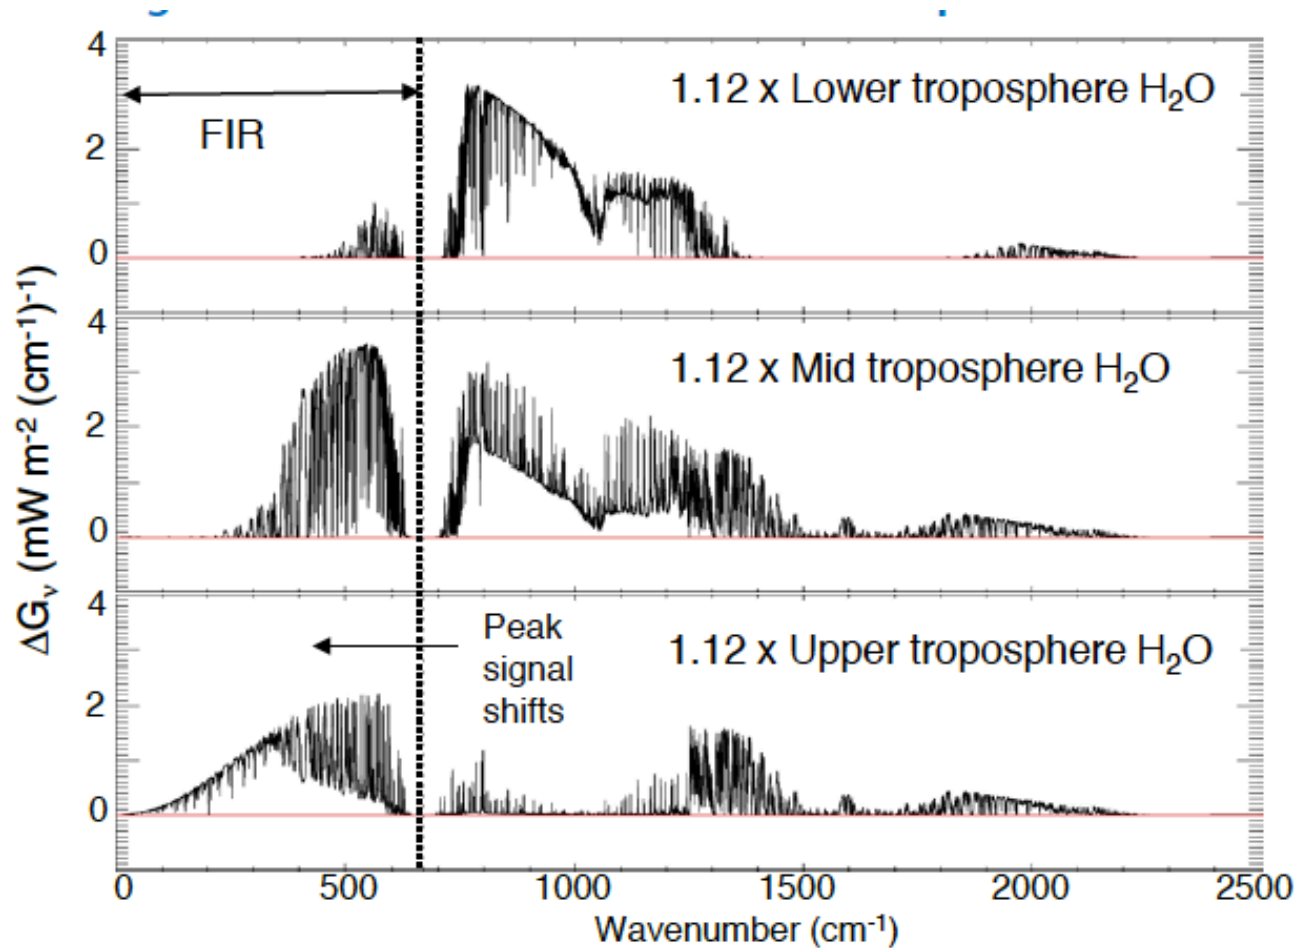 4
1.12 x Lower troposphere H₂O
FIR
2
0
4
1.12 x Mid troposphere H₂O
2
0
ΔGᵥ (mW m⁻² (cm⁻¹)⁻¹)
4
Peak
signal
shifts
1.12 x Upper troposphere H₂O
2
0
0 500 1000 1500 2000 2500
Wavenumber (cm⁻¹)